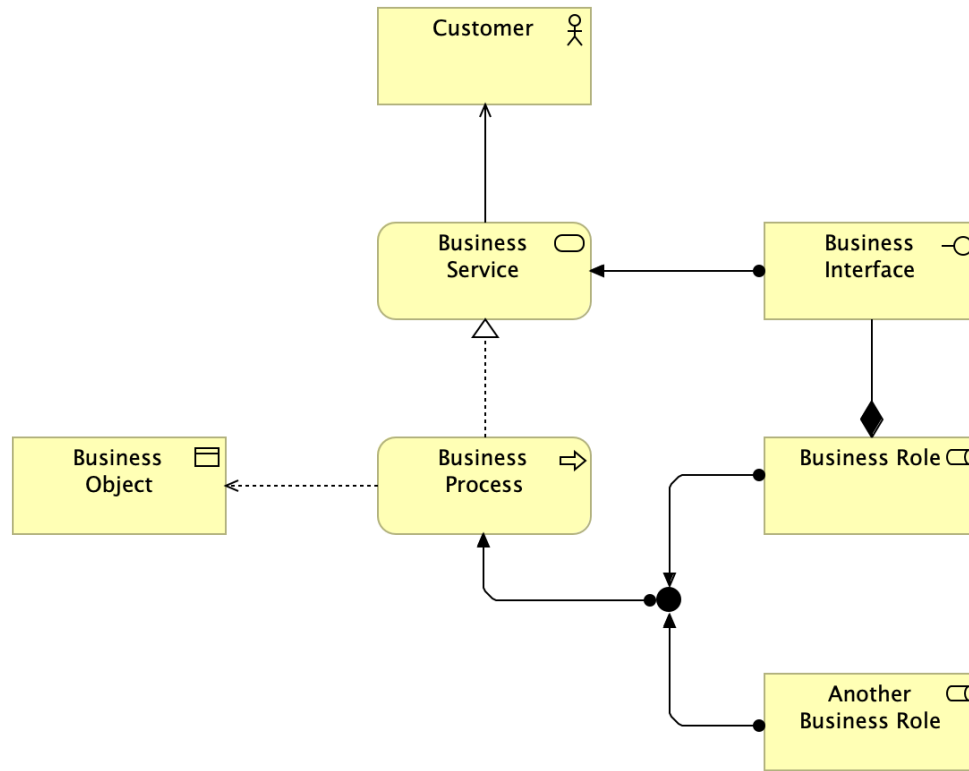 Customer
Business
Service
Business
Interface
Business
Object
Business
Process
Business Role
Another
Business Role